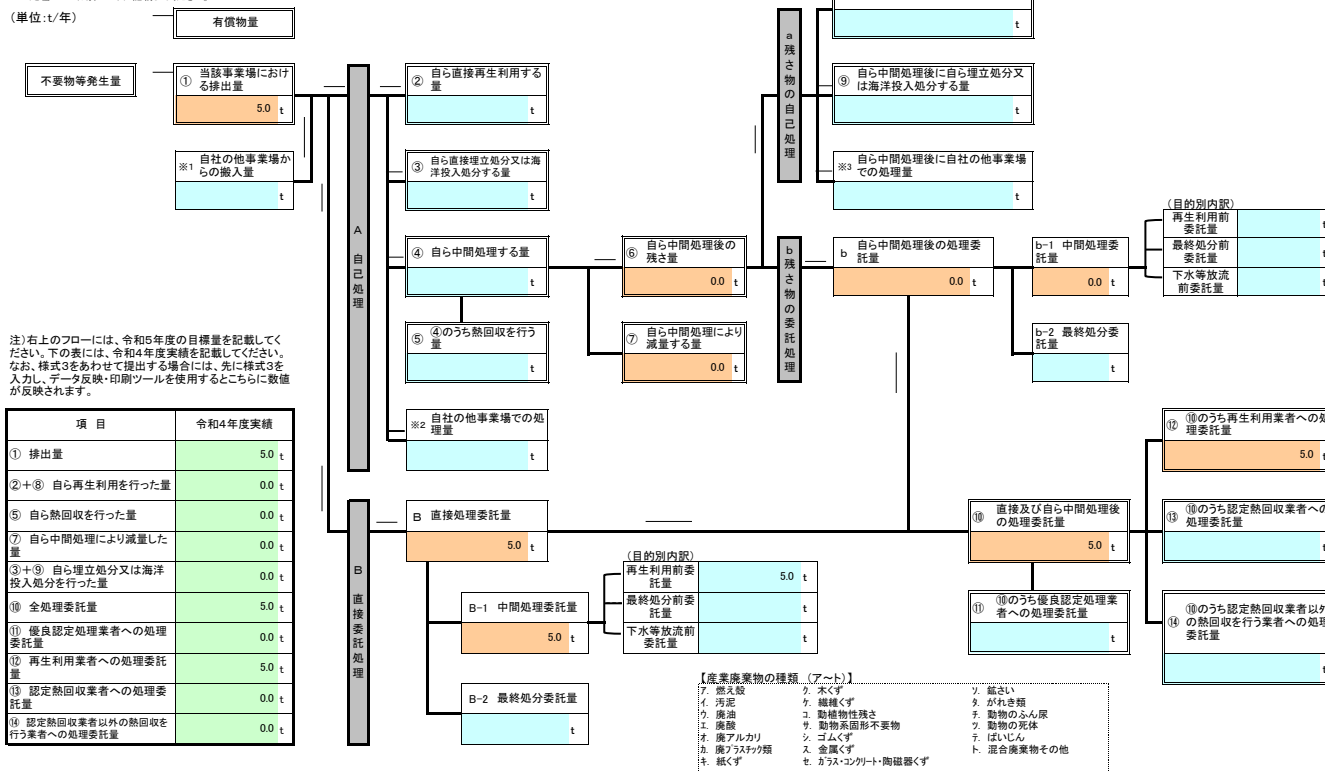 (単位:t/年)
有償物量
不要物等発生量
① 当該事業場におけ
る排出量
5.0 t
※1 自社の他事業場か
らの搬入量
t
A
自
己
処
理
② 自ら直接再生利用する
量
t
③ 自ら直接埋立処分又は海
洋投入処分する量
t
④ 自ら中間処理する量
t
⑤ ④のうち熱回収を行う
量
t
※2 自社の他事業場での処
理量
t
⑥ 自ら中間処理後の
残さ量
0.0 t
⑦ 自ら中間処理により
減量する量
0.0 t
a
残
さ
物
の
自
己
処
理
t
⑨ 自ら中間処理後に自ら埋立処分又
は海洋投入処分する量
t
※3 自ら中間処理後に自社の他事業場
での処理量
t
b
残
さ
物
の
委
託
処
理
b 自ら中間処理後の処理委
託量
0.0 t
b-1 中間処理委
託量
0.0 t
(目的別内訳)
再生利用前
委託量
t
最終処分前
委託量
t
下水等放流
前委託量
t
b-2 最終処分委
託量
t
注)右上のフローには、令和5年度の目標量を記載してく
ださい。下の表には、令和4年度実績を記載してください。
なお、様式3をあわせて提出する場合には、先に様式3を
入力し、データ反映・印刷ツールを使用するとこちらに数値
が反映されます。
項 目 令和4年度実績
① 排出量 5.0 t
②+⑧ 自ら再生利用を行った量 0.0 t
⑤ 自ら熱回収を行った量 0.0 t
⑦ 自ら中間処理により減量した
量 0.0 t
③+⑨ 自ら埋立処分又は海洋
投入処分を行った量 0.0 t
⑩ 全処理委託量 5.0 t
⑪ 優良認定処理業者への処理
委託量 0.0 t
⑫ 再生利用業者への処理委託
量 5.0 t
⑬ 認定熱回収業者への処理委
託量 0.0 t
⑭ 認定熱回収業者以外の熱回収を
行う業者への処理委託量 0.0 t
B
直
接
委
託
処
理
B 直接処理委託量
5.0 t
B-1 中間処理委託量
5.0 t
(目的別内訳)
再生利用前委
託量
5.0 t
最終処分前委
託量
t
下水等放流前
委託量
t
B-2 最終処分委託量
t
⑩ 直接及び自ら中間処理後
の処理委託量
5.0 t
⑪ ⑩のうち優良認定処理業
者への処理委託量
t
⑫ ⑩のうち再生利用業者への処
理委託量
5.0 t
⑬ ⑩のうち認定熱回収業者への
処理委託量
t
⑭ ⑩のうち認定熱回収業者以外
の熱回収を行う業者への処理
委託量
t
【産業廃棄物の種類 (ア~ト)】
ア. 燃え殻 ク. 木くず ソ. 鉱さい
イ. 汚泥 ケ. 繊維くず タ. がれき類
ウ. 廃油 コ. 動植物性残さ チ. 動物のふん尿
エ. 廃酸 サ. 動物系固形不要物 ツ. 動物の死体
オ. 廃アルカリ シ. ゴムくず テ. ばいじん
カ. 廃プラスチック類 ス. 金属くず ト. 混合廃棄物その他
キ. 紙くず セ. ガラス・コンクリート・陶磁器くず